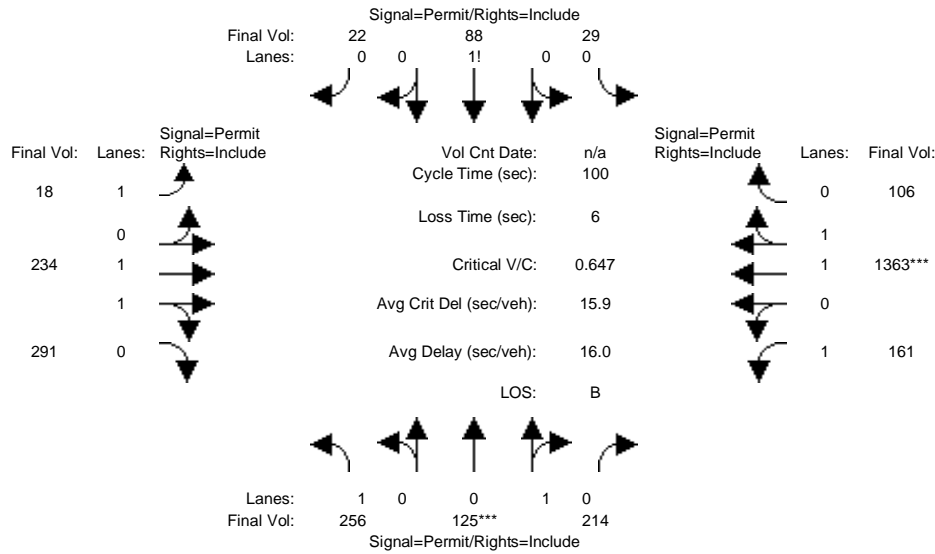 Signal=Permit/Rights=Include
Final Vol: 22 88 29
Lanes: 0 0 1! 0 0
Signal=Permit
Final Vol: Lanes: Rights=Include
Vol Cnt Date: n/a
Signal=Permit
Rights=Include Lanes: Final Vol:
Cycle Time (sec): 100
18 1
0 106
Loss Time (sec): 6
0
1
234 1
Critical V/C: 0.647
1 1363***
1
Avg Crit Del (sec/veh): 15.9
0
291 0
Avg Delay (sec/veh): 16.0
1 161
LOS: B
Lanes: 1 0 0 1 0
Final Vol: 256 125*** 214
Signal=Permit/Rights=Include